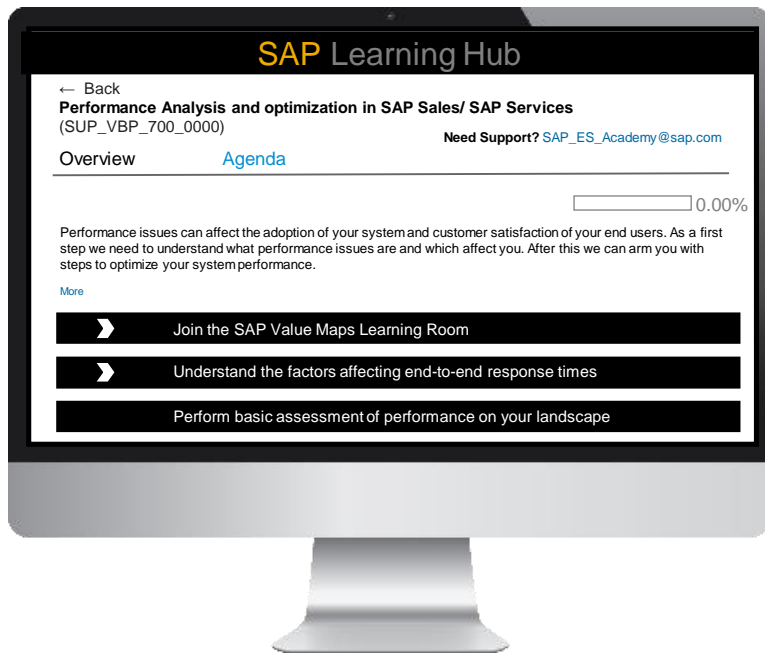 SAP Learning Hub
← Back
Performance Analysis and optimization in SAP Sales/ SAP Services
(SUP_VBP_700_0000)
Need Support? SAP_ES_Academy@sap.com
Overview Agenda
0.00%
Performance issues can affect the adoption of your system and customer satisfaction of your end users. As a first
step we need to understand what performance issues are and which affect you. After this we can arm you with
steps to optimize your system performance.
More
Join the SAP Value Maps Learning Room
Understand the factors affecting end-to-end response times
Perform basic assessment of performance on your landscape